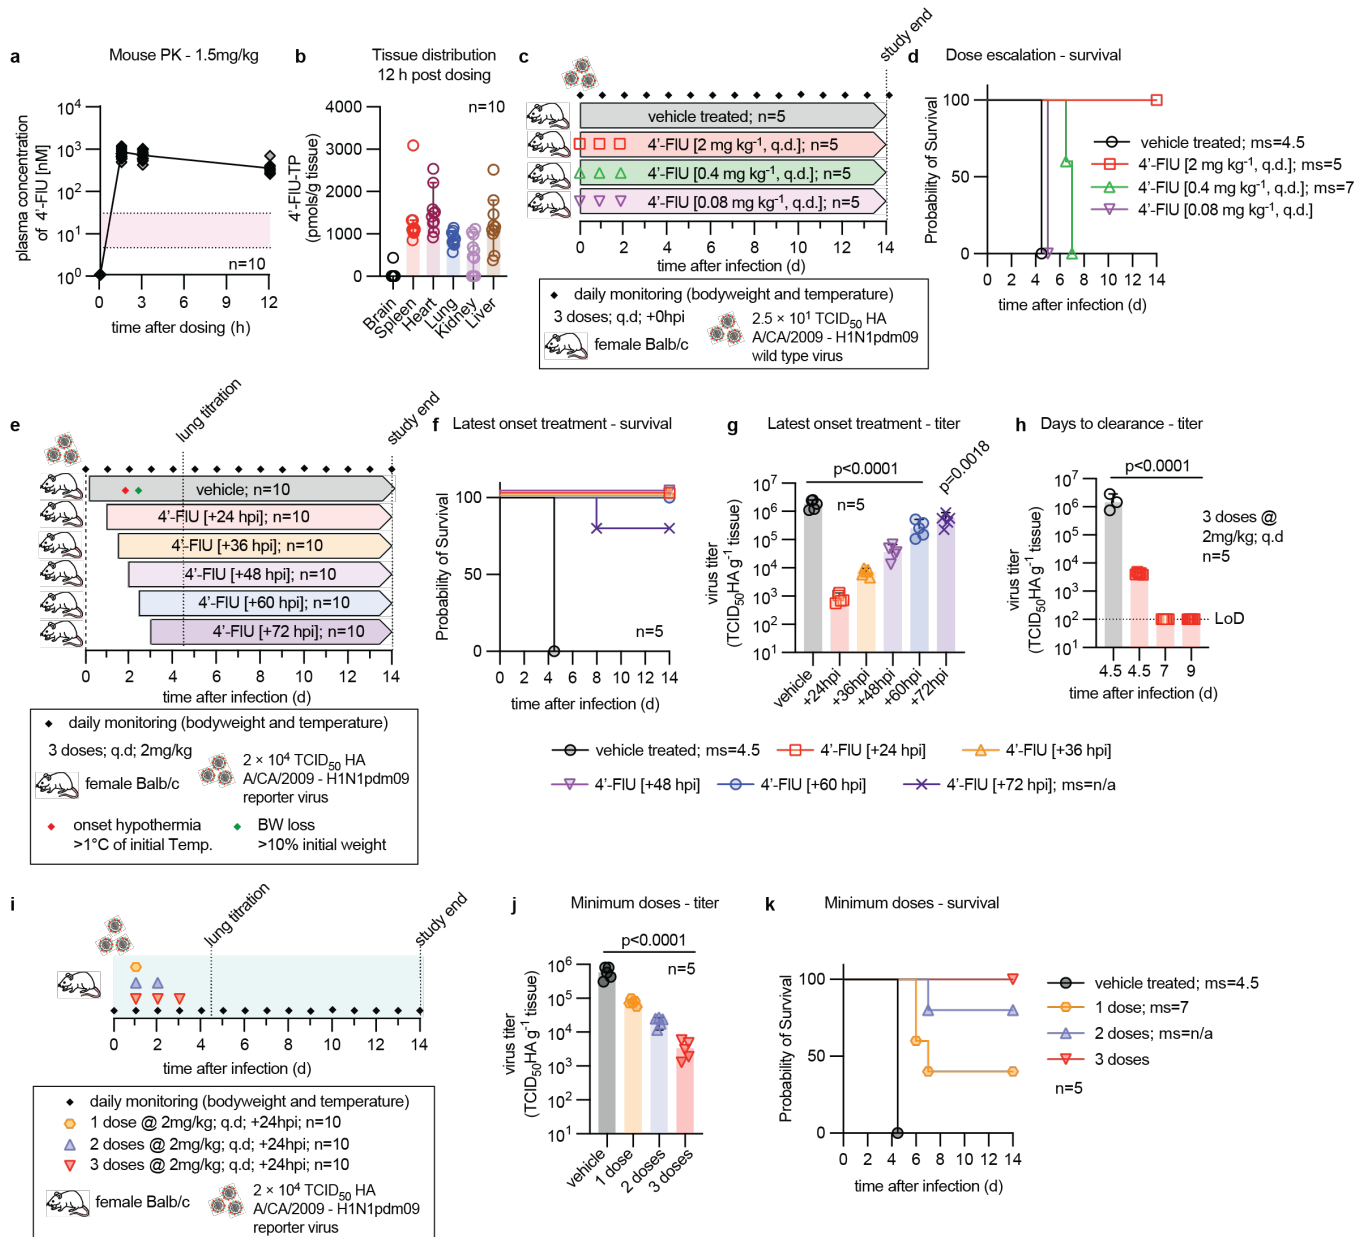 a
Mouse PK - 1.5mg/kg
plasma concentration
of 4'-FlU [nM]
10⁴
10³
10²
10¹
10⁰
n=10
0 3 6 9 12
time after dosing (h)
b
Tissue distribution
12 h post dosing
4'-FlU-TP
(pmols/g tissue)
4000
3000
2000
1000
0
n=10
Brain
Spleen
Heart
Lung
Kidney
Liver
c
study end
vehicle treated; n=5
4'-FlU [2 mg kg⁻¹, q.d.]; n=5
4'-FlU [0.4 mg kg⁻¹, q.d.]; n=5
4'-FlU [0.08 mg kg⁻¹, q.d.]; n=5
0 2 4 6 8 10 12 14
time after infection (d)
daily monitoring (bodyweight and temperature)
3 doses; q.d; +0hpi
female Balb/c
2.5 × 10¹ TCID₅₀ HA
A/CA/2009 - H1N1pdm09
wild type virus
d
Dose escalation - survival
Probability of Survival
100
50
0
0 2 4 6 8 10 12 14
time after infection (d)
vehicle treated; ms=4.5
4'-FlU [2 mg kg⁻¹, q.d.]; ms=5
4'-FlU [0.4 mg kg⁻¹, q.d.]; ms=7
4'-FlU [0.08 mg kg⁻¹, q.d.]
e
lung titration
study end
vehicle; n=10
4'-FlU [+24 hpi]; n=10
4'-FlU [+36 hpi]; n=10
4'-FlU [+48 hpi]; n=10
4'-FlU [+60 hpi]; n=10
4'-FlU [+72 hpi]; n=10
0 2 4 6 8 10 12 14
time after infection (d)
daily monitoring (bodyweight and temperature)
3 doses; q.d; 2mg/kg
female Balb/c
2 × 10⁴ TCID₅₀ HA
A/CA/2009 - H1N1pdm09
reporter virus
onset hypothermia
>1°C of initial Temp.
BW loss
>10% initial weight
f
Latest onset treatment - survival
Probability of Survival
100
50
0
n=5
0 2 4 6 8 10 12 14
time after infection (d)
g
Latest onset treatment - titer
virus titer
(TCID₅₀HA g⁻¹ tissue)
p<0.0001
p=0.0018
n=5
10⁷
10⁶
10⁵
10⁴
10³
10²
10¹
vehicle
+24hpi
+36hpi
+48hpi
+60hpi
+72hpi
h
Days to clearance - titer
virus titer
(TCID₅₀HA g⁻¹ tissue)
p<0.0001
10⁷
10⁶
10⁵
10⁴
10³
10²
10¹
3 doses @
2mg/kg; q.d
n=5
LoD
4.5 4.5 7 9
time after infection (d)
vehicle treated; ms=4.5
4'-FlU [+24 hpi]
4'-FlU [+36 hpi]
4'-FlU [+48 hpi]
4'-FlU [+60 hpi]
4'-FlU [+72 hpi]; ms=n/a
i
lung titration
study end
0 2 4 6 8 10 12 14
time after infection (d)
daily monitoring (bodyweight and temperature)
1 dose @ 2mg/kg; q.d; +24hpi; n=10
2 doses @ 2mg/kg; q.d; +24hpi; n=10
3 doses @ 2mg/kg; q.d; +24hpi; n=10
female Balb/c
2 × 10⁴ TCID₅₀ HA
A/CA/2009 - H1N1pdm09
reporter virus
j
Minimum doses - titer
virus titer
(TCID₅₀HA g⁻¹ tissue)
p<0.0001
n=5
10⁶
10⁵
10⁴
10³
10²
10¹
vehicle
1 dose
2 doses
3 doses
k
Minimum doses - survival
Probability of Survival
100
50
0
0 2 4 6 8 10 12 14
time after infection (d)
vehicle treated; ms=4.5
1 dose; ms=7
2 doses; ms=n/a
3 doses
n=5